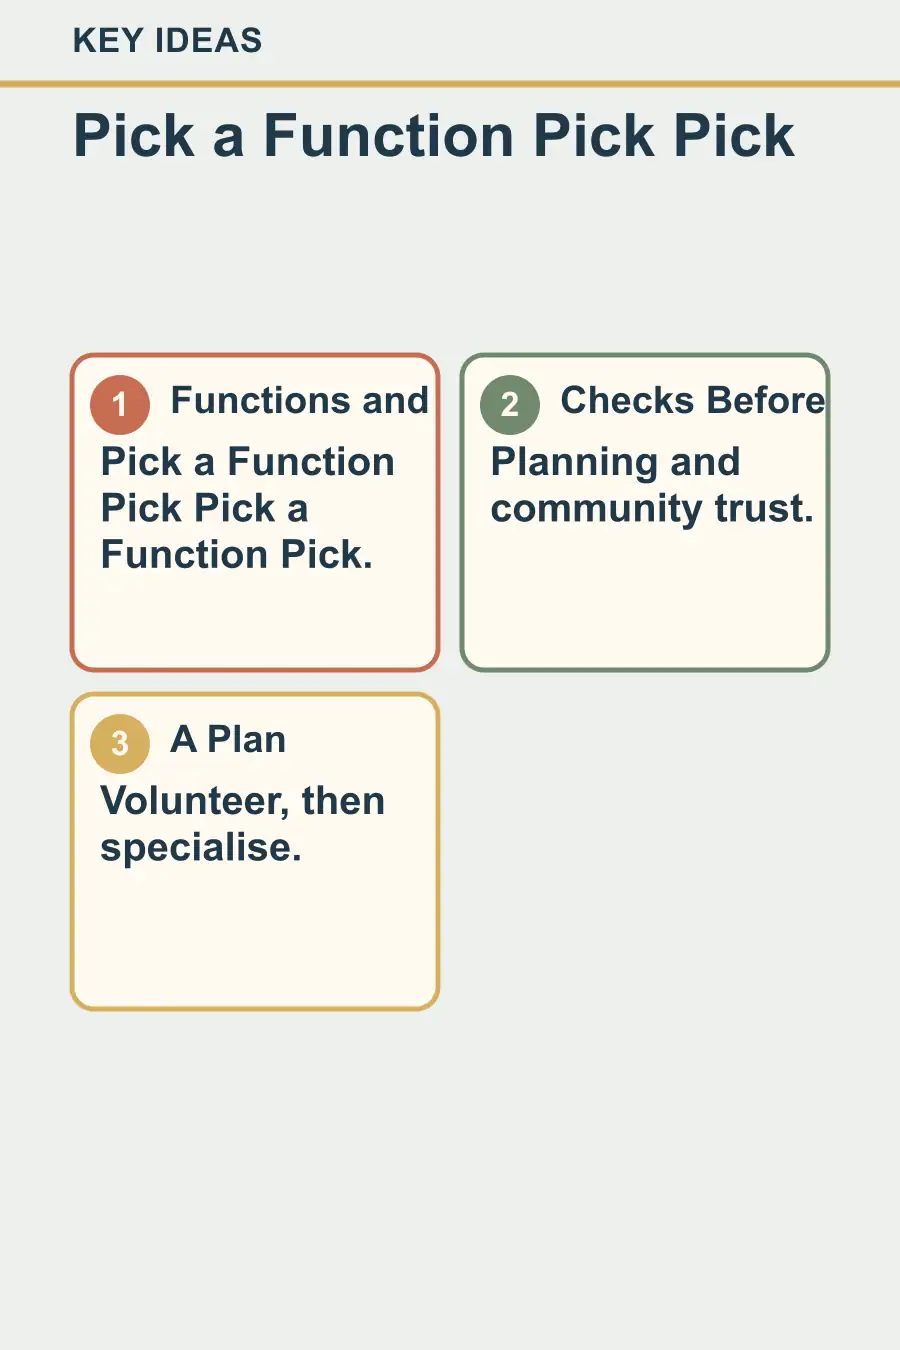 KEY IDEAS
Pick a Function Pick Pick
1
Functions and
Pick a Function
Pick Pick a
Function Pick.
2
Checks Before
Planning and
community trust.
3
A Plan
Volunteer, then
specialise.